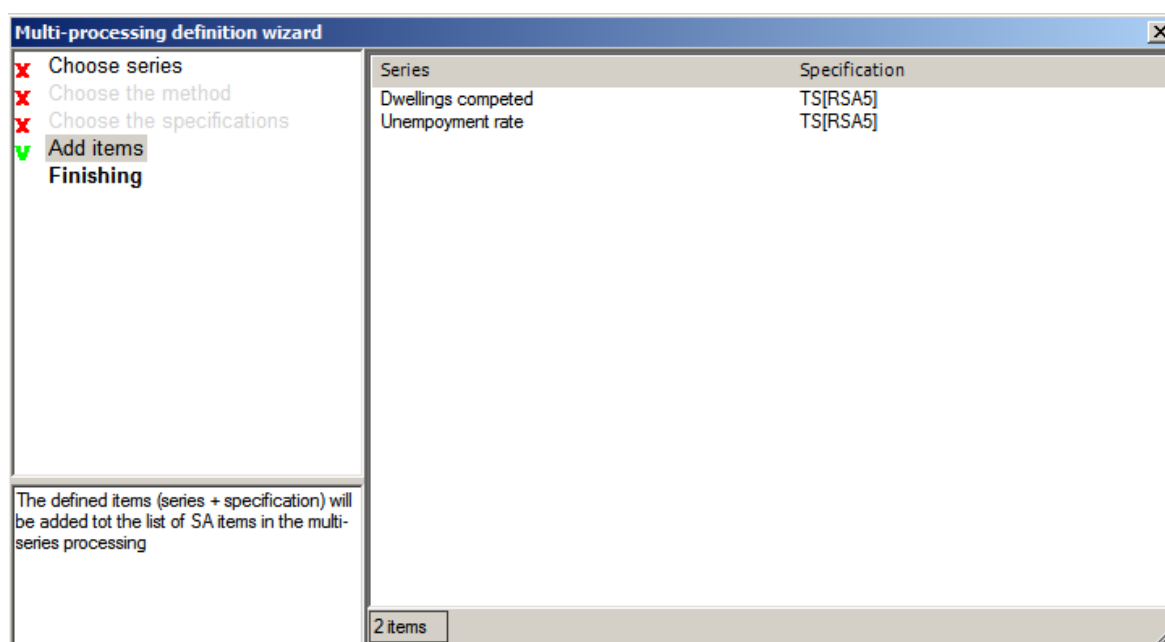 Multi-processing definition wizard
Choose series
Choose the method
Choose the specifications
Add items
Finishing
The defined items (series + specification) will
be added tot the list of SA items in the multi-
series processing
Series Specification
Dwellings competed TS[RSA5]
Unempoyment rate TS[RSA5]
2 items